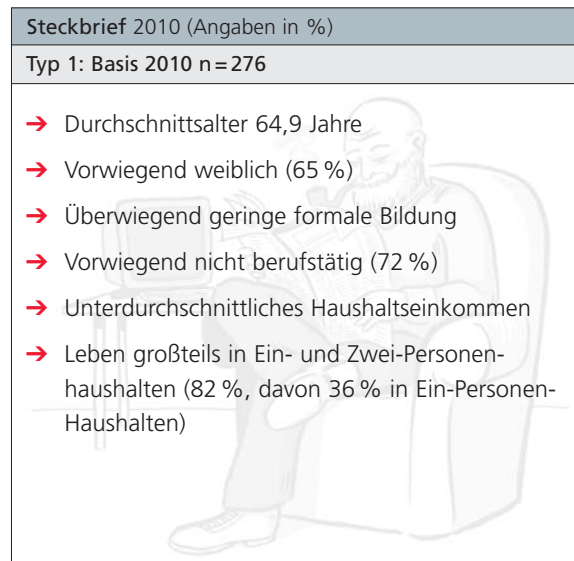 Steckbrief 2010 (Angaben in %)
Typ 1: Basis 2010 n = 276
➔ Durchschnittsalter 64,9 Jahre
➔ Vorwiegend weiblich (65 %)
➔ Überwiegend geringe formale Bildung
➔ Vorwiegend nicht berufstätig (72 %)
➔ Unterdurchschnittliches Haushaltseinkommen
➔ Leben großteils in Ein- und Zwei-Personen-
haushalten (82 %, davon 36 % in Ein-Personen-
Haushalten)